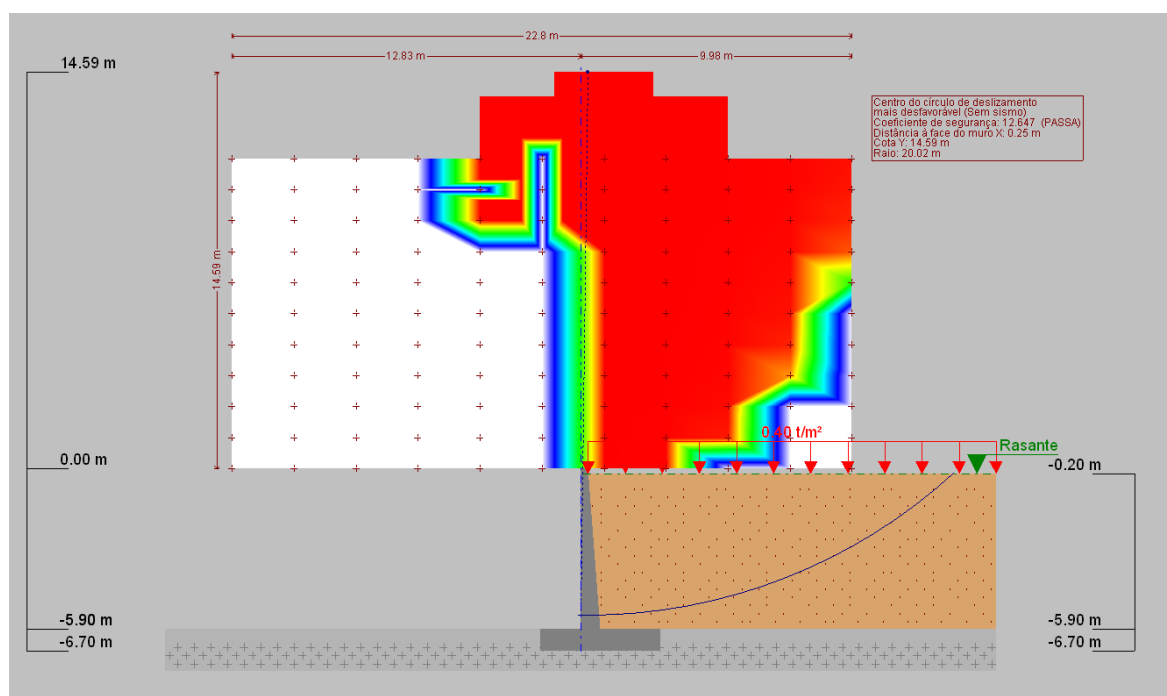 22.8 m
12.83 m
9.98 m
14.59 m
Centro do círculo de deslizamento
mais desfavorável (Sem sismo)
Coeficiente de segurança: 12.647 (PASSA)
Distância à face do muro X: 0.25 m
Cota Y: 14.59 m
Raio: 20.02 m
14.59 m
0.40 t/m²
Rasante
0.00 m
-0.20 m
-5.90 m
-6.70 m
-5.90 m
-6.70 m